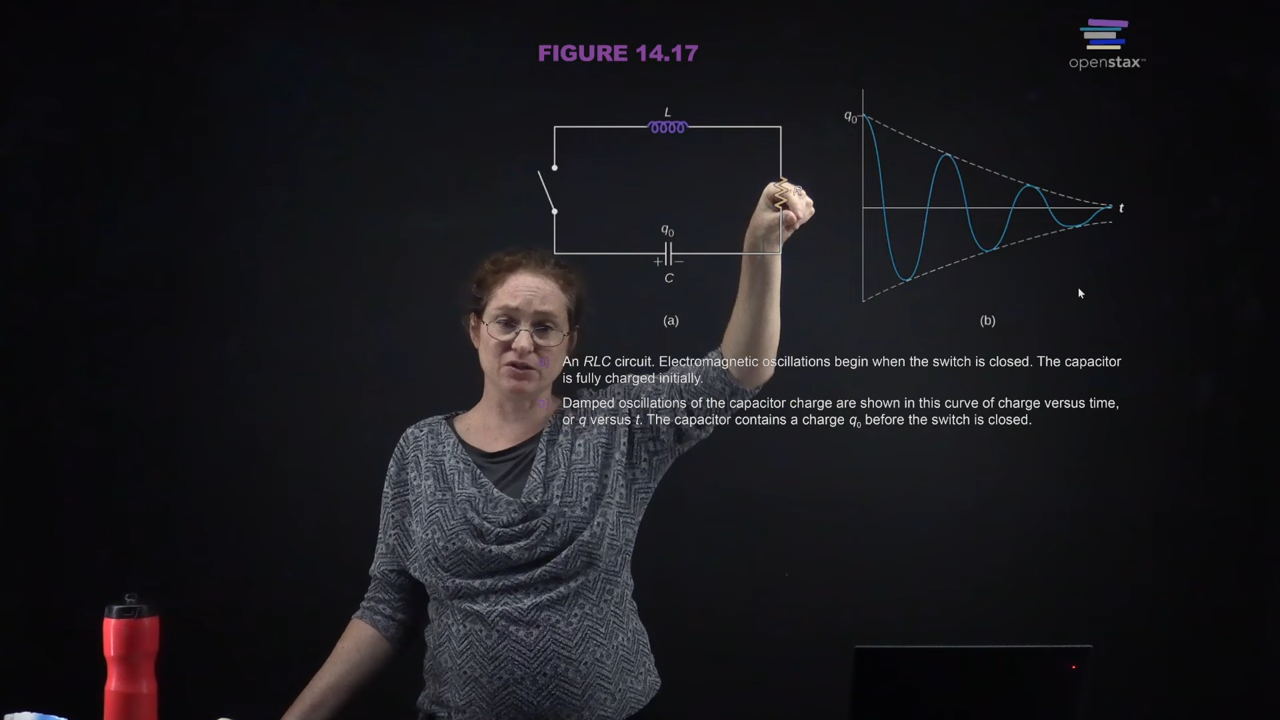 FIGURE 14.17
openstax™
L
R
q₀
+ −
C
(a)
q₀
t
(b)
An RLC circuit. Electromagnetic oscillations begin when the switch is closed. The capacitor
is fully charged initially.
Damped oscillations of the capacitor charge are shown in this curve of charge versus time,
or q versus t. The capacitor contains a charge q₀ before the switch is closed.